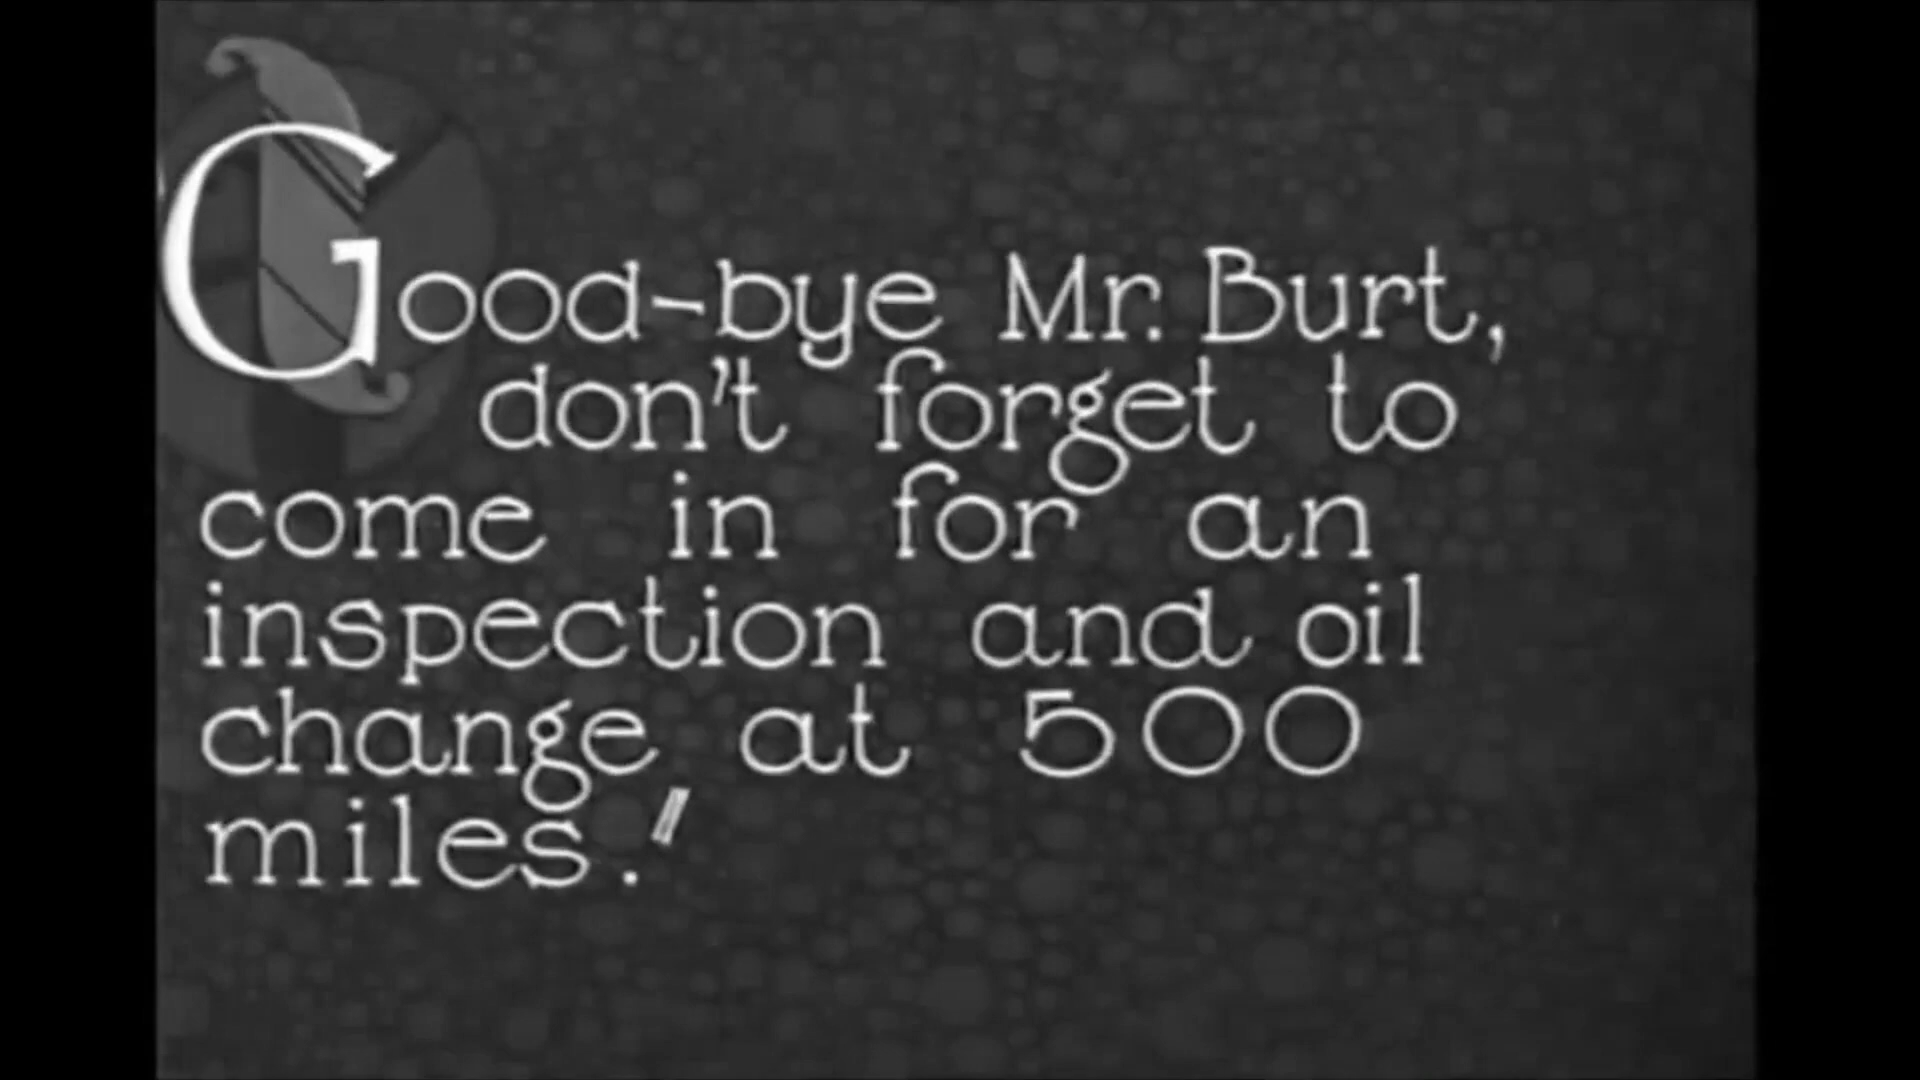 Good-bye Mr. Burt,
don't forget to
come in for an
inspection and oil
change at 500
miles."